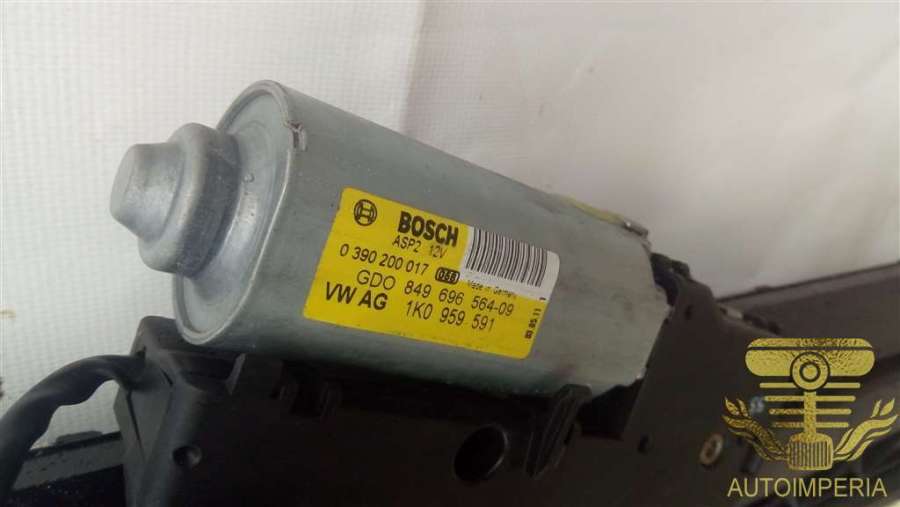 BOSCH
ASP2 12V
0 390 200 017 Made in Germany
GDO 849 696 564-09
VW AG 1K0 959 591
AUTOIMPERIA